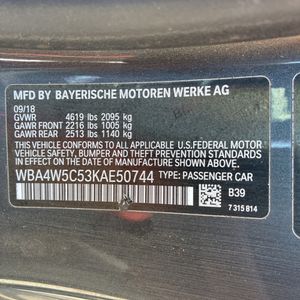 MFD BY BAYERISCHE MOTOREN WERKE AG
09/18
GVWR 4619 lbs 2095 kg
GAWR FRONT 2216 lbs 1005 kg
GAWR REAR 2513 lbs 1140 kg
THIS VEHICLE CONFORMS TO ALL APPLICABLE U.S.FEDERAL MOTOR
VEHICLE SAFETY, BUMPER, AND THEFT PREVENTION STANDARDS
IN EFFECT ON THE DATE OF MANUFACTURE SHOWN ABOVE.
WBA4W5C53KAE50744 TYPE: PASSENGER CAR
B39
7 315 814